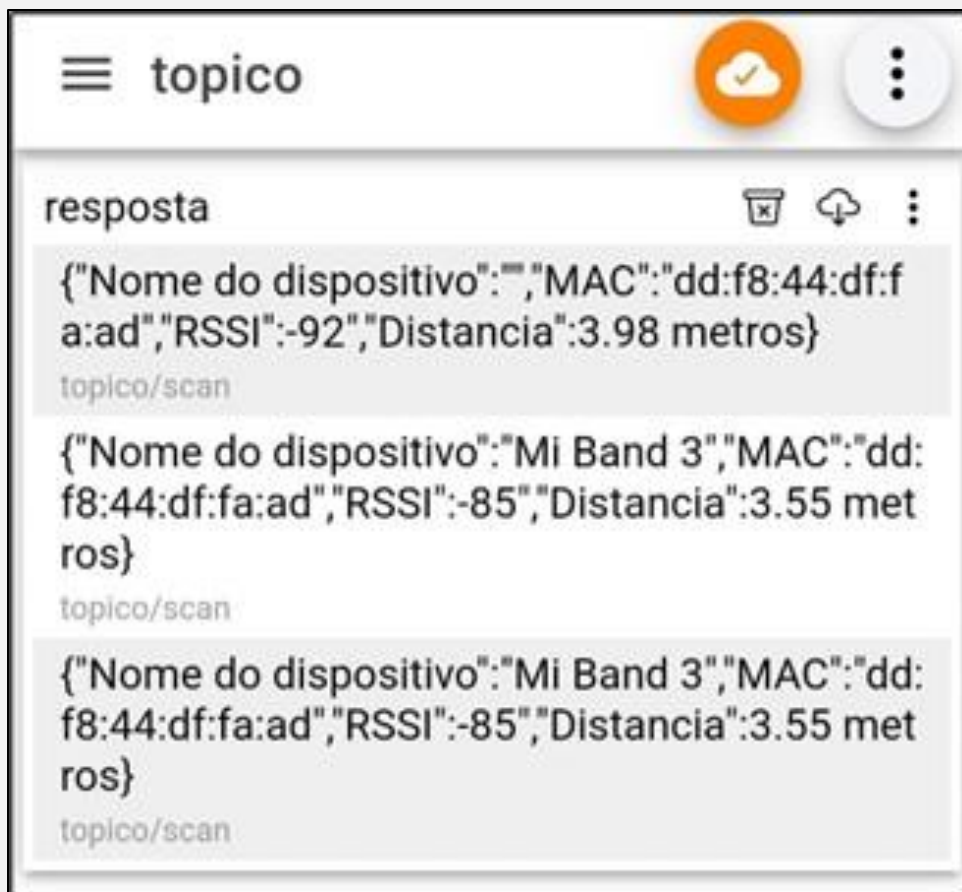 topico
resposta
{"Nome do dispositivo":"","MAC":"dd:f8:44:df:f
a:ad","RSSI":-92","Distancia":3.98 metros}
topico/scan
{"Nome do dispositivo":"Mi Band 3","MAC":"dd:
f8:44:df:fa:ad","RSSI":-85","Distancia":3.55 met
ros}
topico/scan
{"Nome do dispositivo":"Mi Band 3","MAC":"dd:
f8:44:df:fa:ad","RSSI":-85","Distancia":3.55 met
ros}
topico/scan